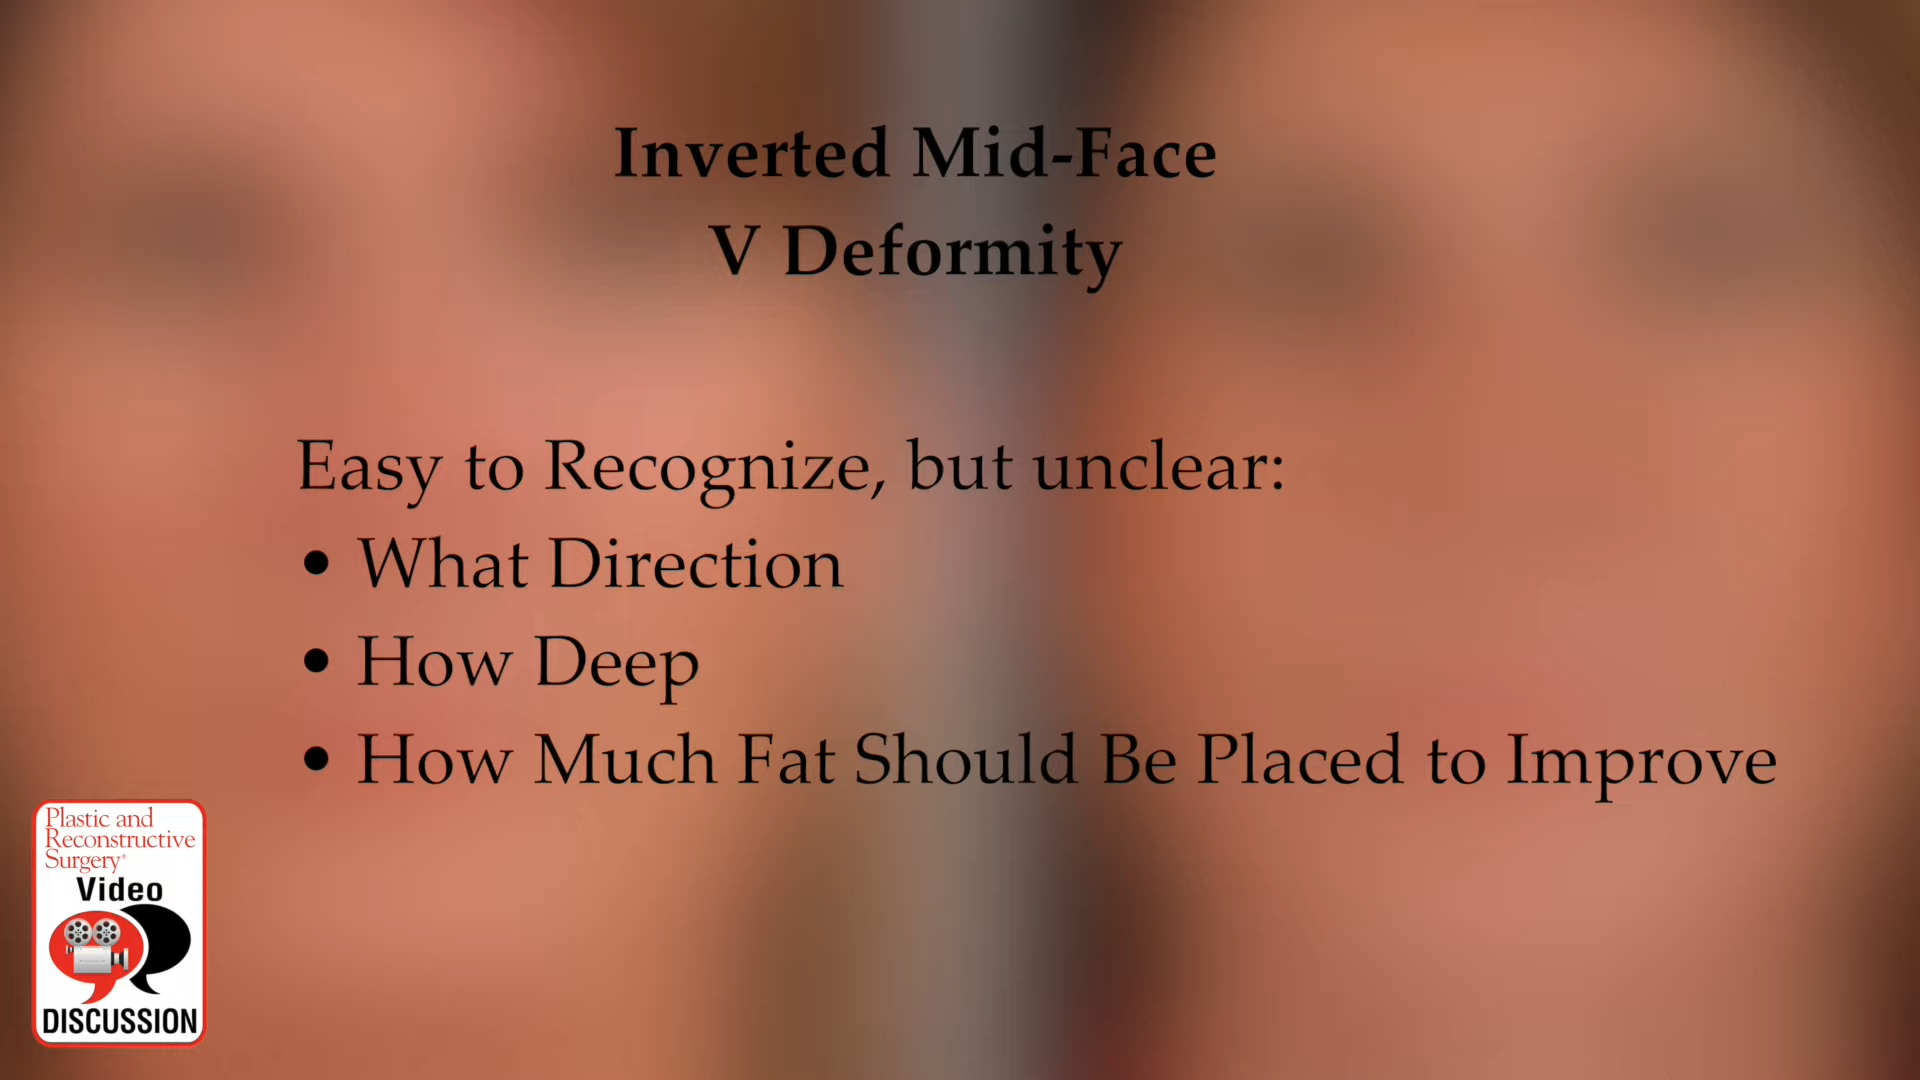 Inverted Mid-Face
V Deformity
Easy to Recognize, but unclear:
• What Direction
• How Deep
• How Much Fat Should Be Placed to Improve
Plastic and
Reconstructive
Surgery®
Video
DISCUSSION